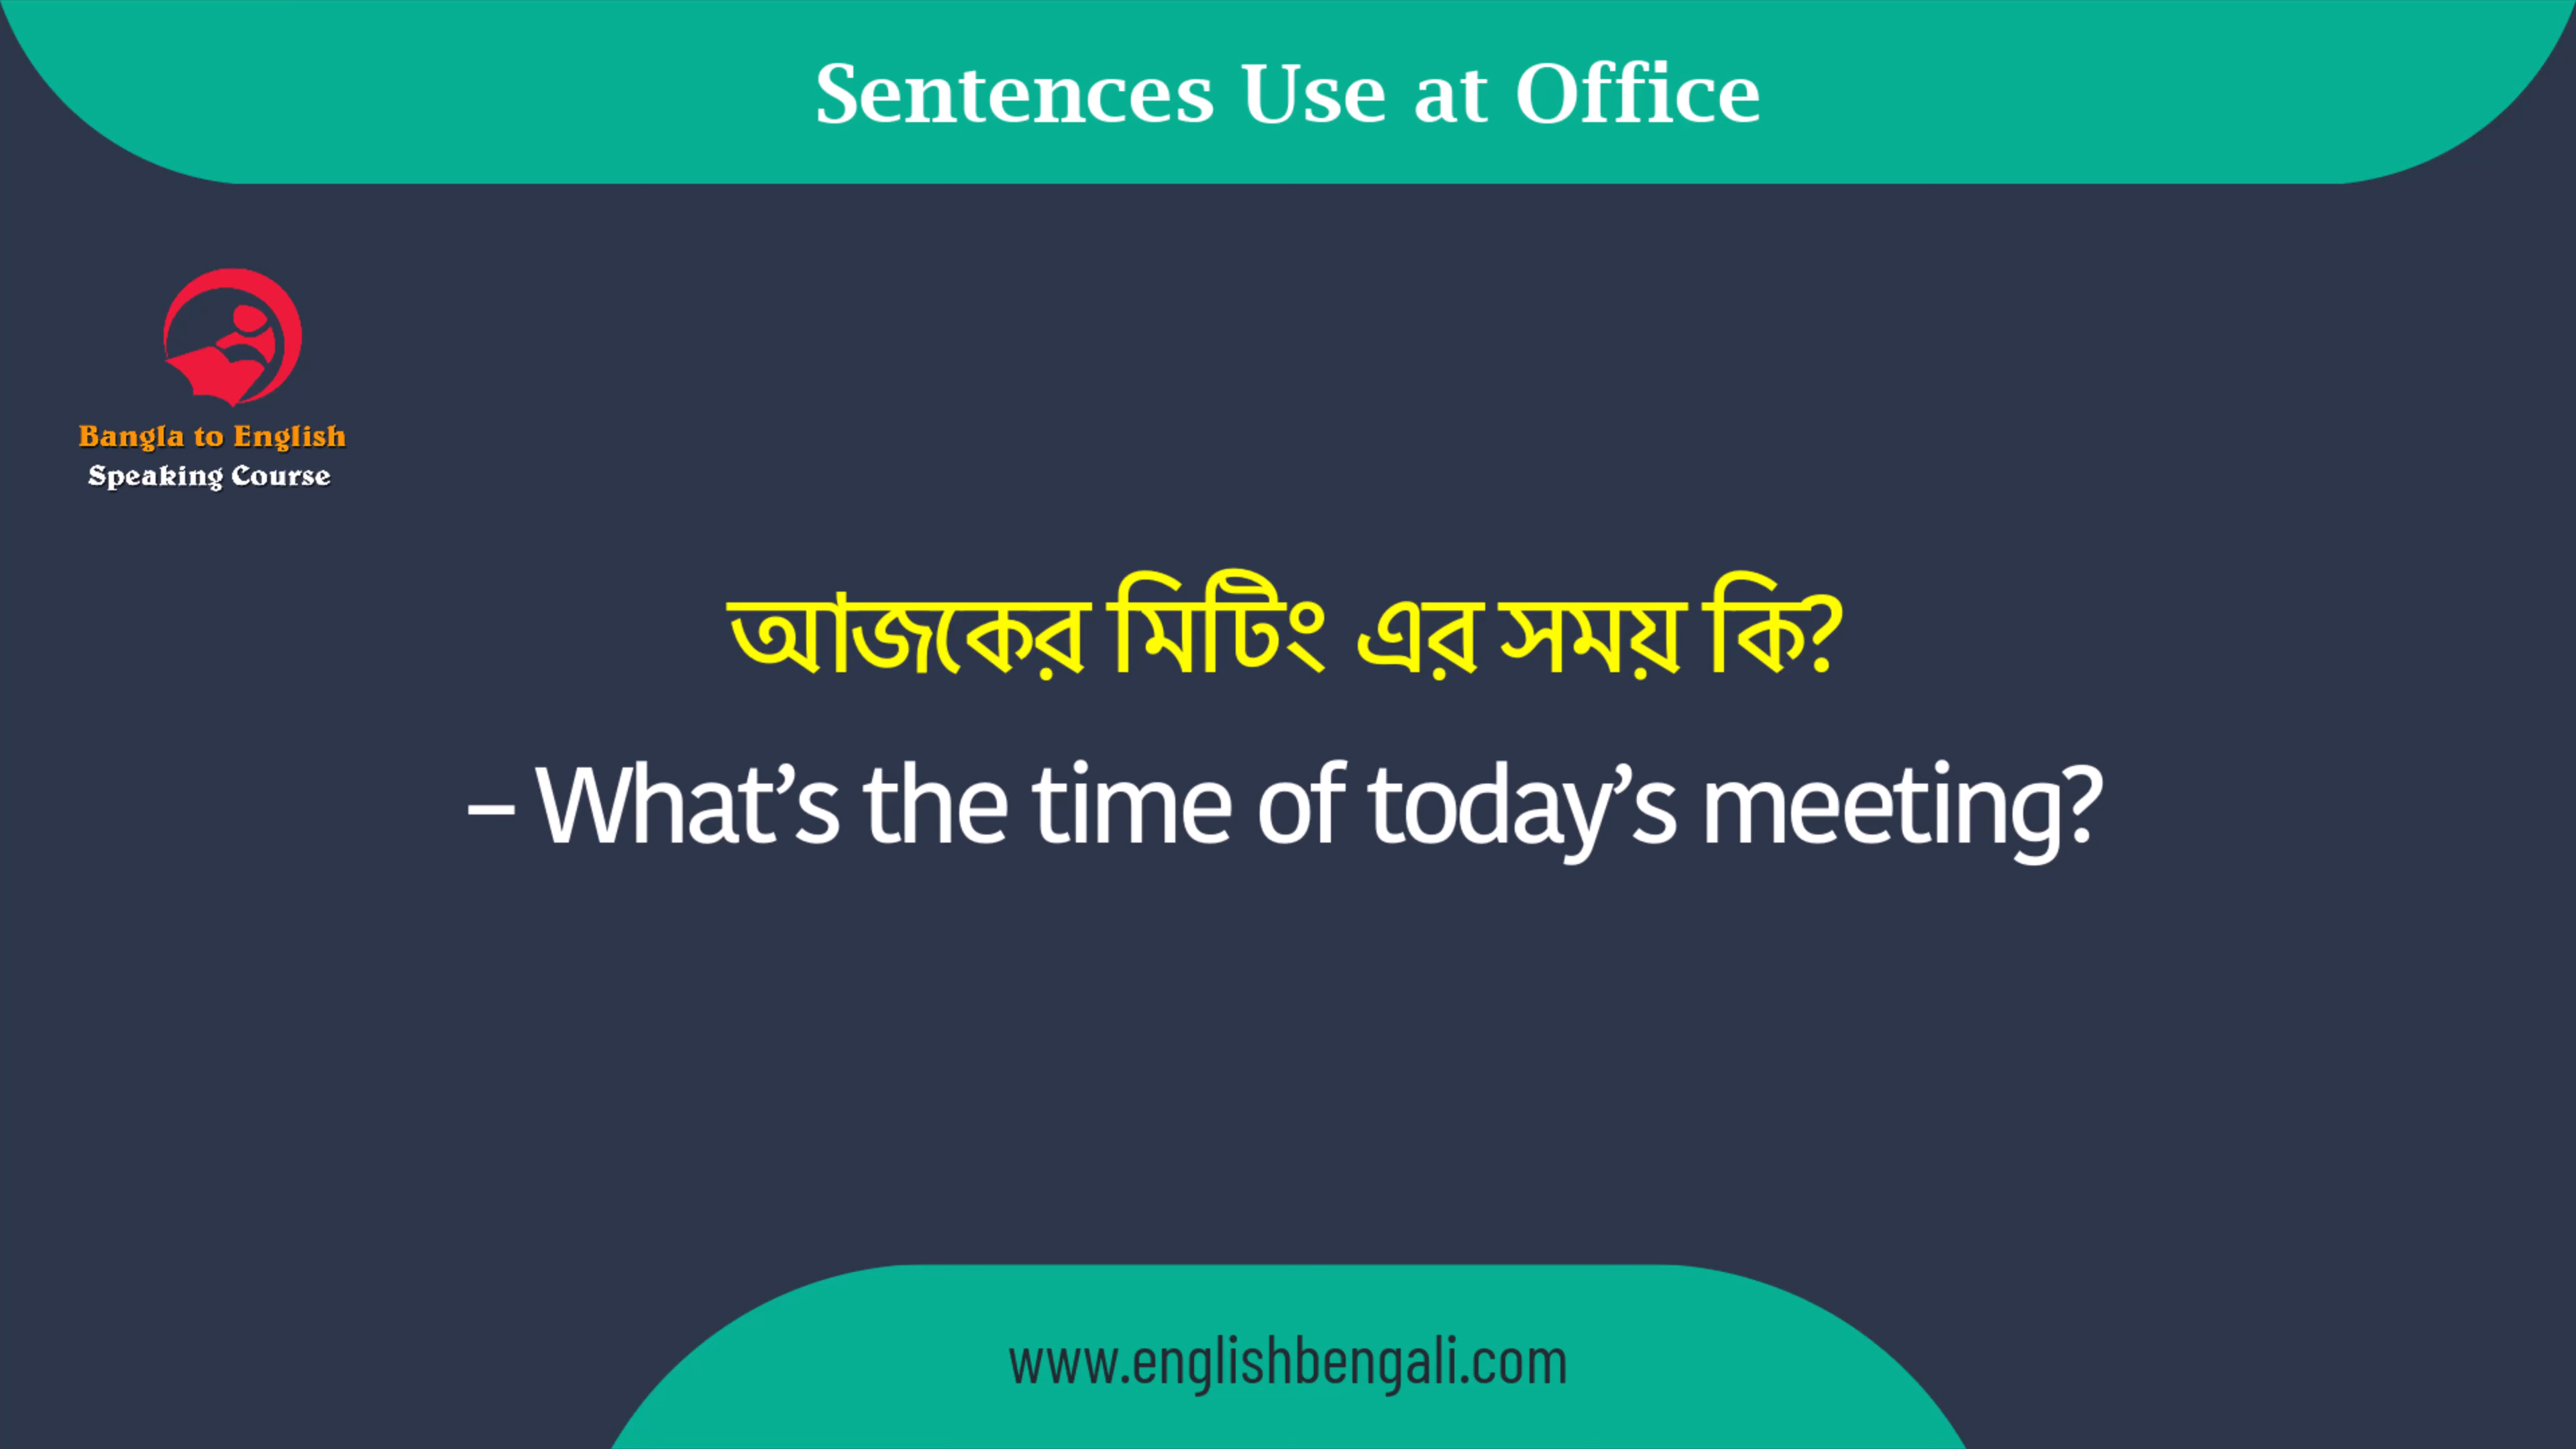 Sentences Use at Office
Bangla to English
Speaking Course
আজকের মিটিং এর সময় কি?
– What’s the time of today’s meeting?
www.englishbengali.com